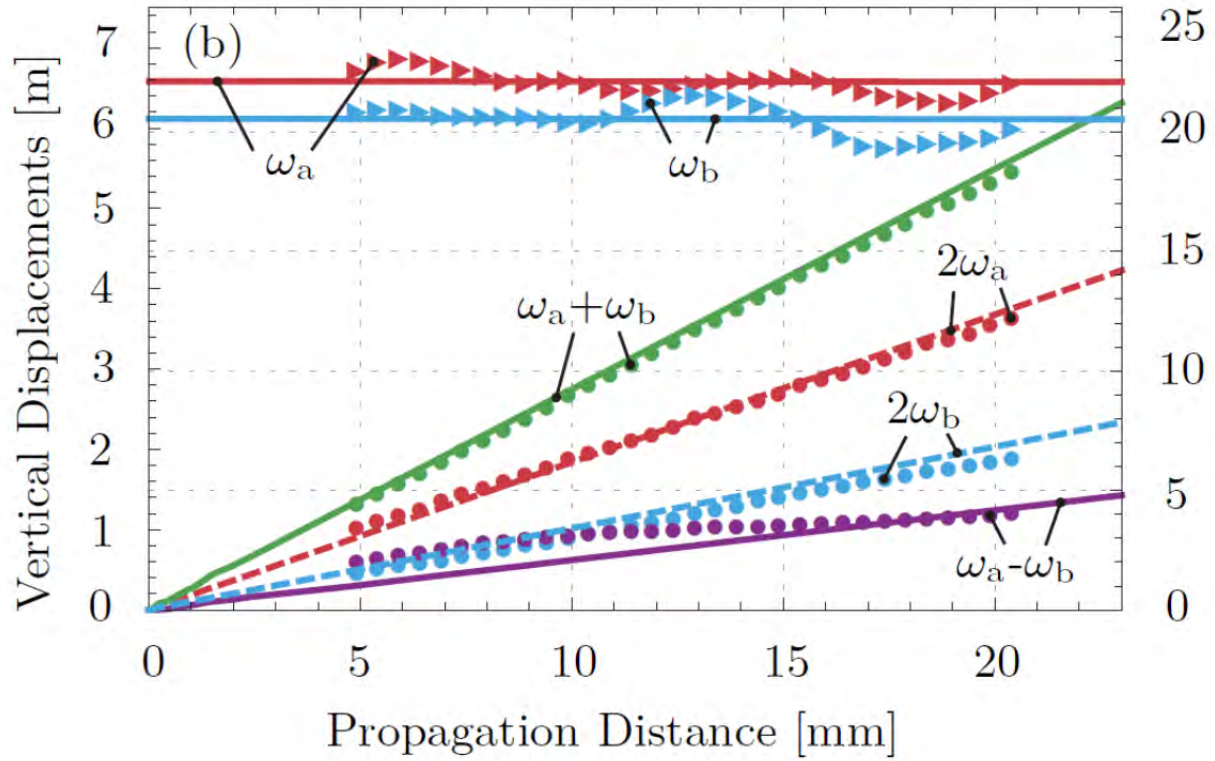 (b)
Vertical Displacements [m]
7
6
5
4
3
2
1
0
25
20
15
10
5
0
ωa
ωb
ωa+ωb
2ωa
2ωb
ωa-ωb
0 5 10 15 20
Propagation Distance [mm]